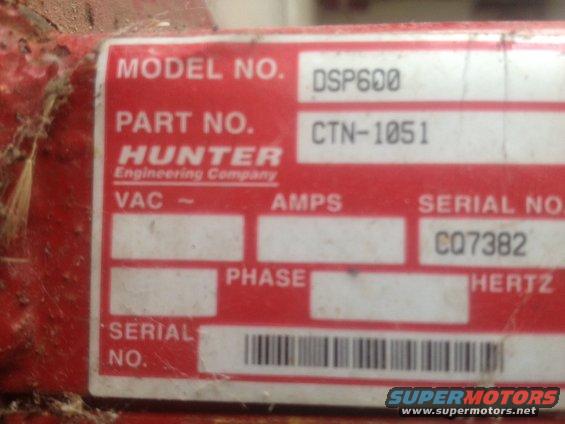 MODEL NO. DSP600
PART NO. CTN-1051
HUNTER
Engineering Company
VAC ~ AMPS SERIAL NO
CQ7382
PHASE HERTZ
SERIAL NO.
SUPERMOTORS
www.supermotors.net